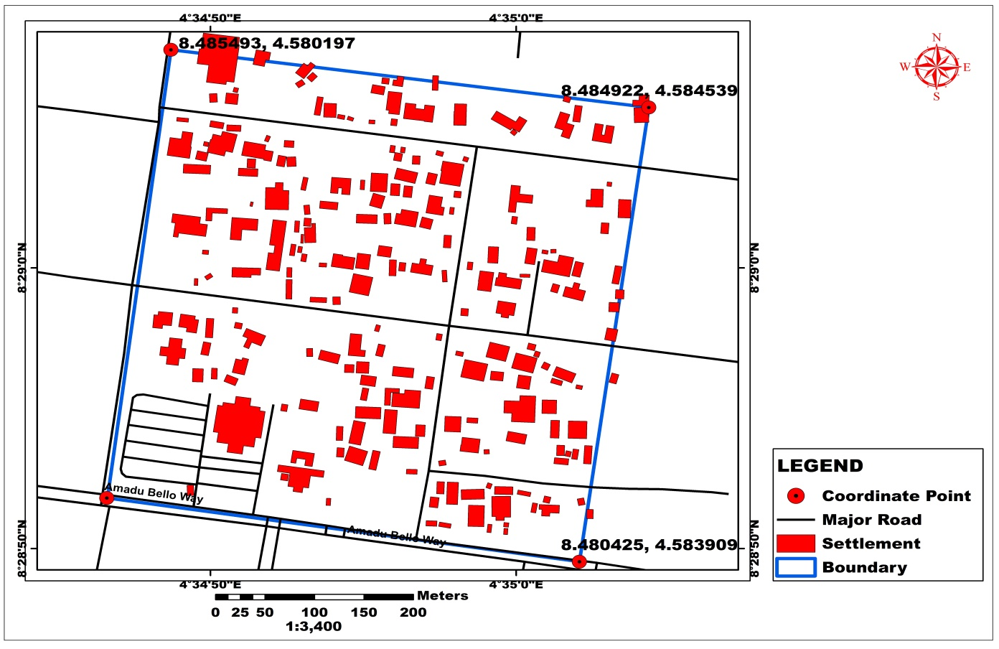 4°34'50"E
4°35'0"E
N
W
E
S
8.485493, 4.580197
8.484922, 4.584539
8°29'0"N
8°29'0"N
Amadu Bello Way
Amadu Bello Way
8.480425, 4.583909
8°28'50"N
8°28'50"N
4°34'50"E
4°35'0"E
Meters
0 25 50 100 150 200
1:3,400
LEGEND
Coordinate Point
Major Road
Settlement
Boundary